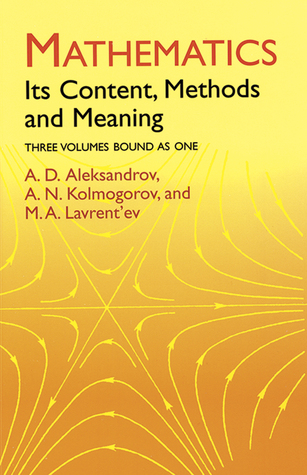 MATHEMATICS
Its Content, Methods
and Meaning
THREE VOLUMES BOUND AS ONE
A. D. Aleksandrov,
A. N. Kolmogorov, and
M. A. Lavrent'ev